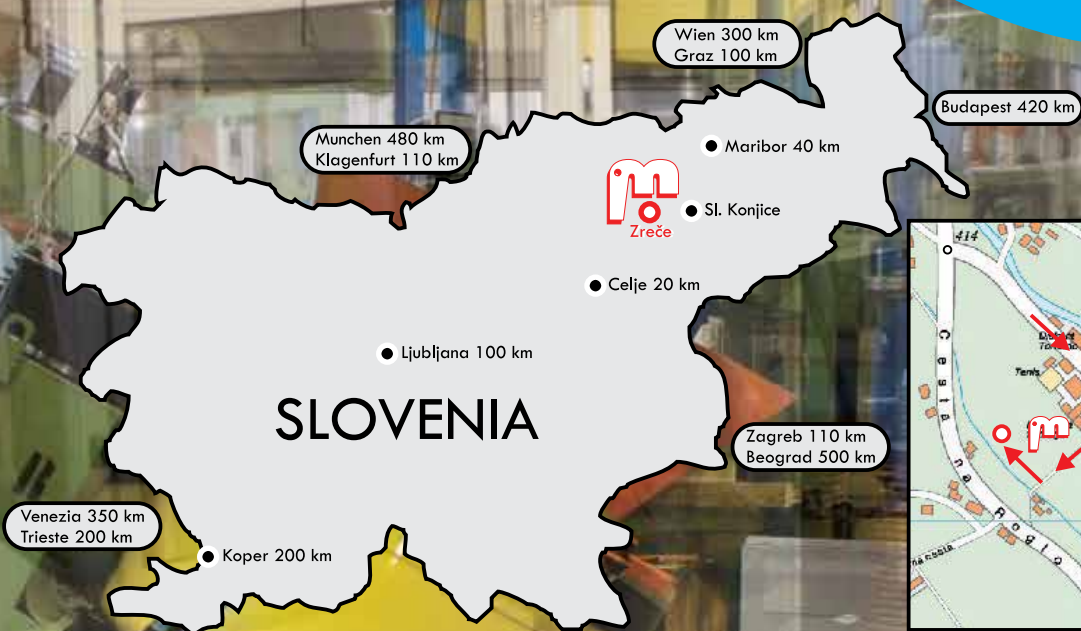 Wien 300 km
Graz 100 km
Budapest 420 km
Munchen 480 km
Klagenfurt 110 km
Maribor 40 km
Sl. Konjice
Zreče
Celje 20 km
Ljubljana 100 km
SLOVENIA
Zagreb 110 km
Beograd 500 km
Venezia 350 km
Trieste 200 km
Koper 200 km
414
Tenis
Cesta na Roglo